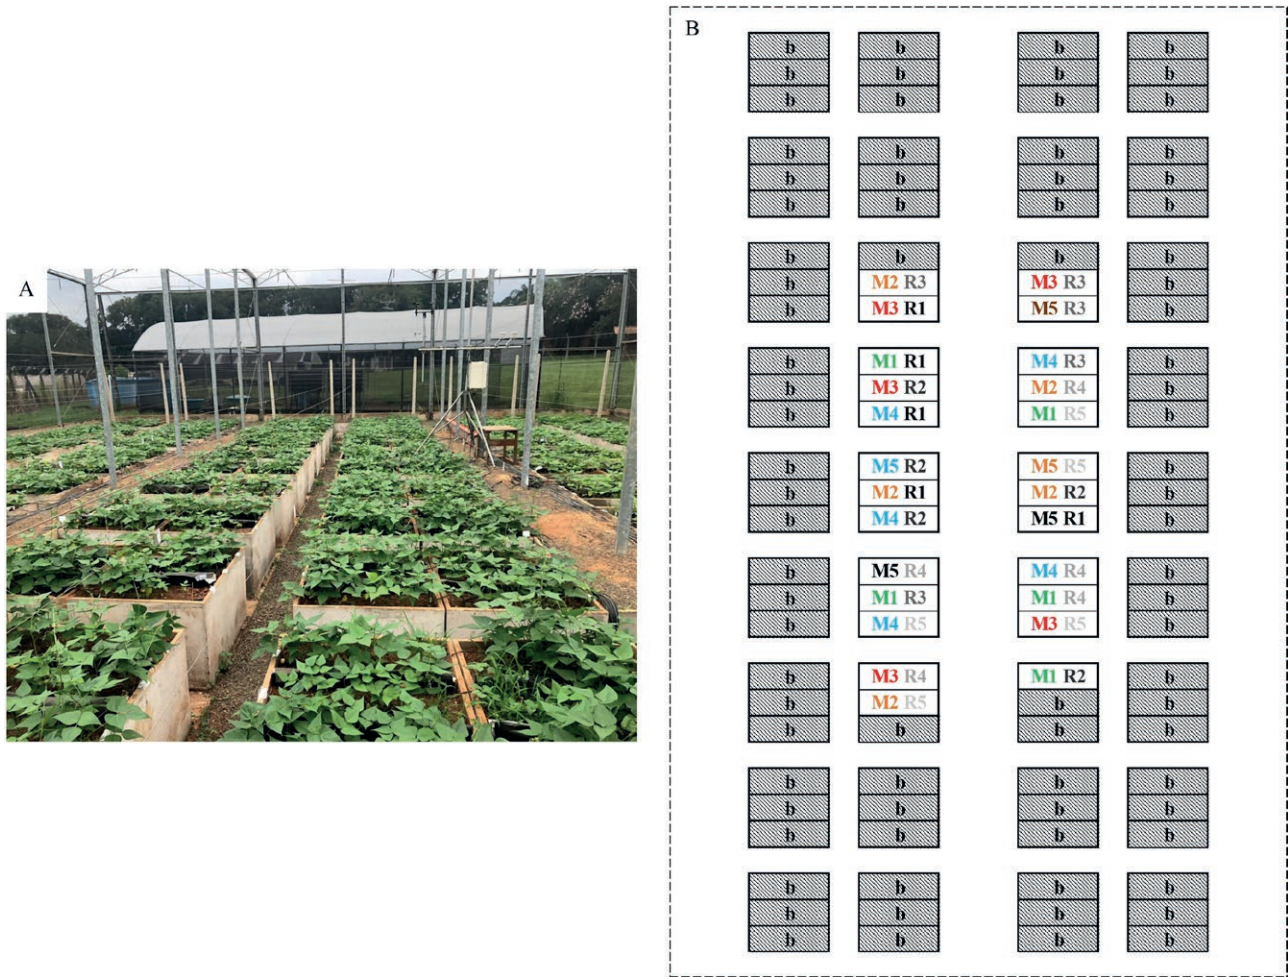 A
B
b b b b
b b b b
b b b b
b b b b
b b b b
b b b b
b b b b
b M2 R3 M3 R3 b
b M3 R1 M5 R3 b
b M1 R1 M4 R3 b
b M3 R2 M2 R4 b
b M4 R1 M1 R5 b
b M5 R2 M5 R5 b
b M2 R1 M2 R2 b
b M4 R2 M5 R1 b
b M5 R4 M4 R4 b
b M1 R3 M1 R4 b
b M4 R5 M3 R5 b
b M3 R4 M1 R2 b
b M2 R5 b b
b b b b
b b b b
b b b b
b b b b
b b b b
b b b b
b b b b